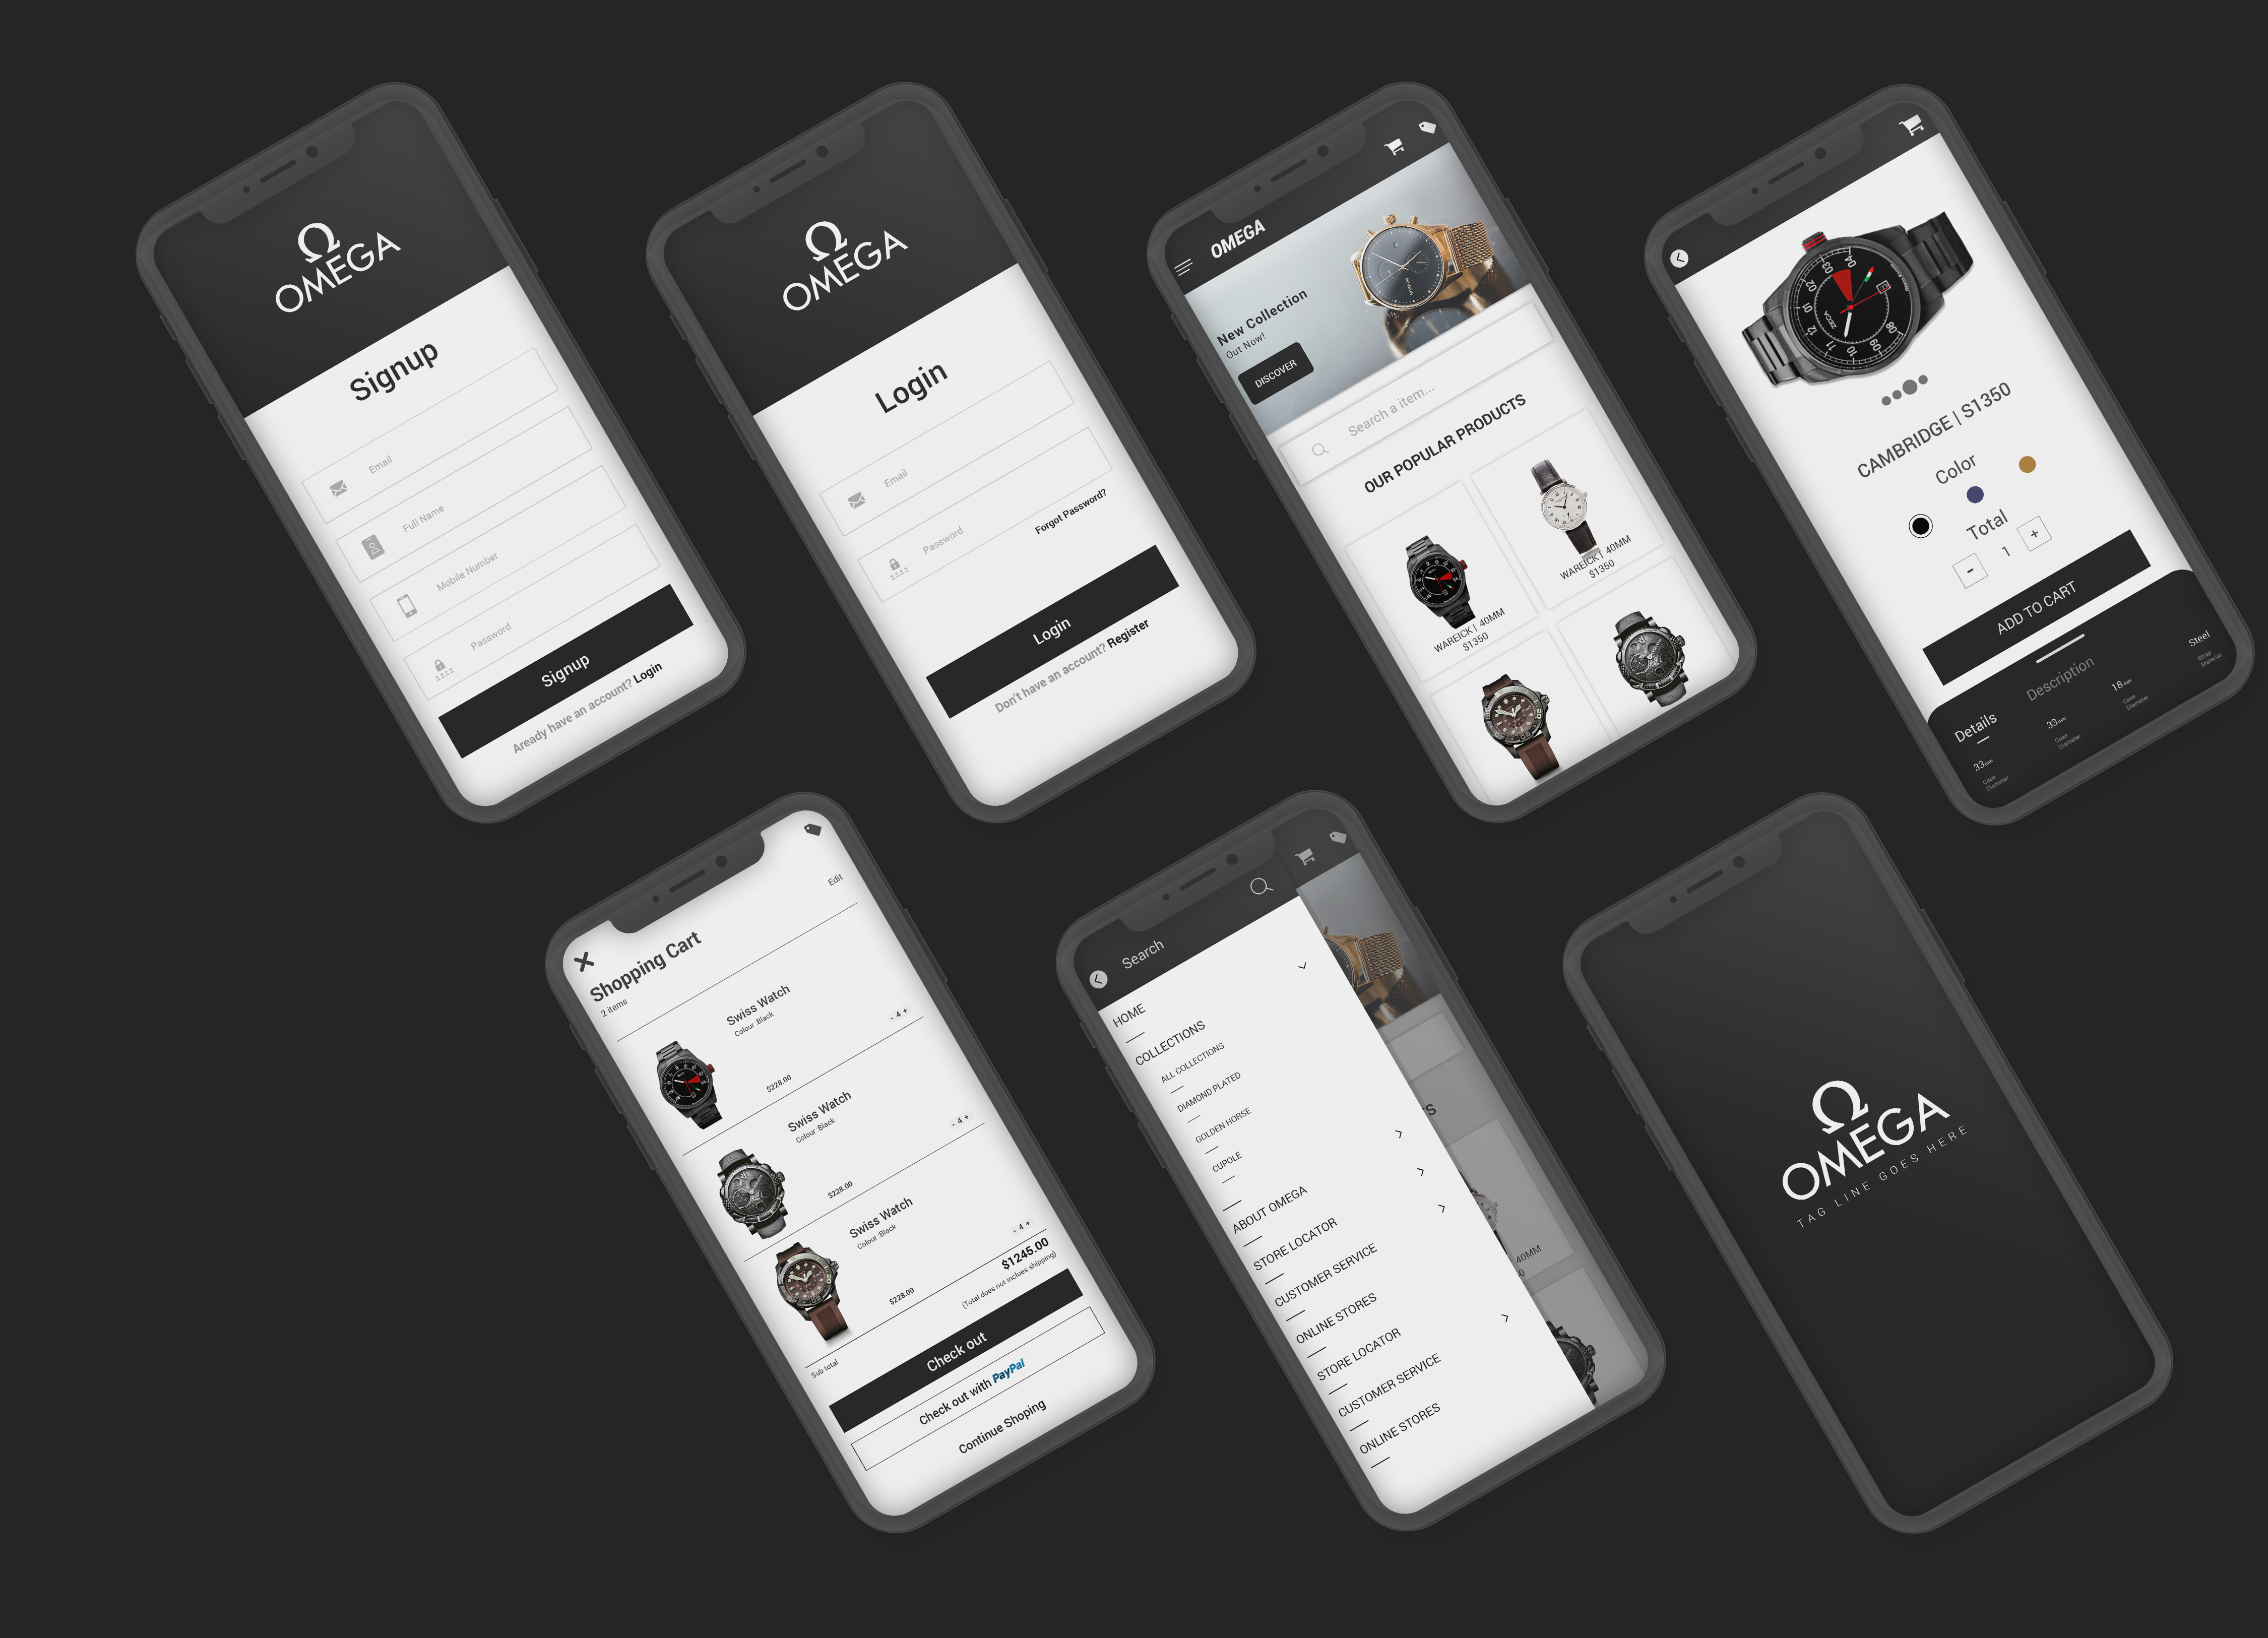 Ω
OMEGA
Signup
Email
Full Name
Mobile Number
Password
Signup
Aready have an account? Login
Ω
OMEGA
Login
Email
Password
Forgot Password?
Login
Don't have an account? Register
OMEGA
New Collection
Out Now!
DISCOVER
Search a item...
OUR POPULAR PRODUCTS
WAREICK | 40MM
$1350
WAREICK | 40MM
$1350
CAMBRIDGE | S1350
Color
Total
- 1 +
ADD TO CART
Details
Description
33mm
Case
Diameter
33mm
Case
Diameter
18mm
Case
Diameter
Steel
Strap
Material
Edit
Shopping Cart
2 items
Swiss Watch
Colour :Black
- 4 +
$228.00
Swiss Watch
Colour :Black
- 4 +
$228.00
Swiss Watch
Colour :Black
- 4 +
$228.00
Sub total
$1245.00
(Total does not inclues shipping)
Check out
Check out with PayPal
Continue Shoping
Search
HOME
COLLECTIONS
ALL COLLECTIONS
DIAMOND PLATED
GOLDEN HORSE
CUPOLE
ABOUT OMEGA
STORE LOCATOR
CUSTOMER SERVICE
ONLINE STORES
STORE LOCATOR
CUSTOMER SERVICE
ONLINE STORES
S
40MM
0
Ω
OMEGA
TAG LINE GOES HERE